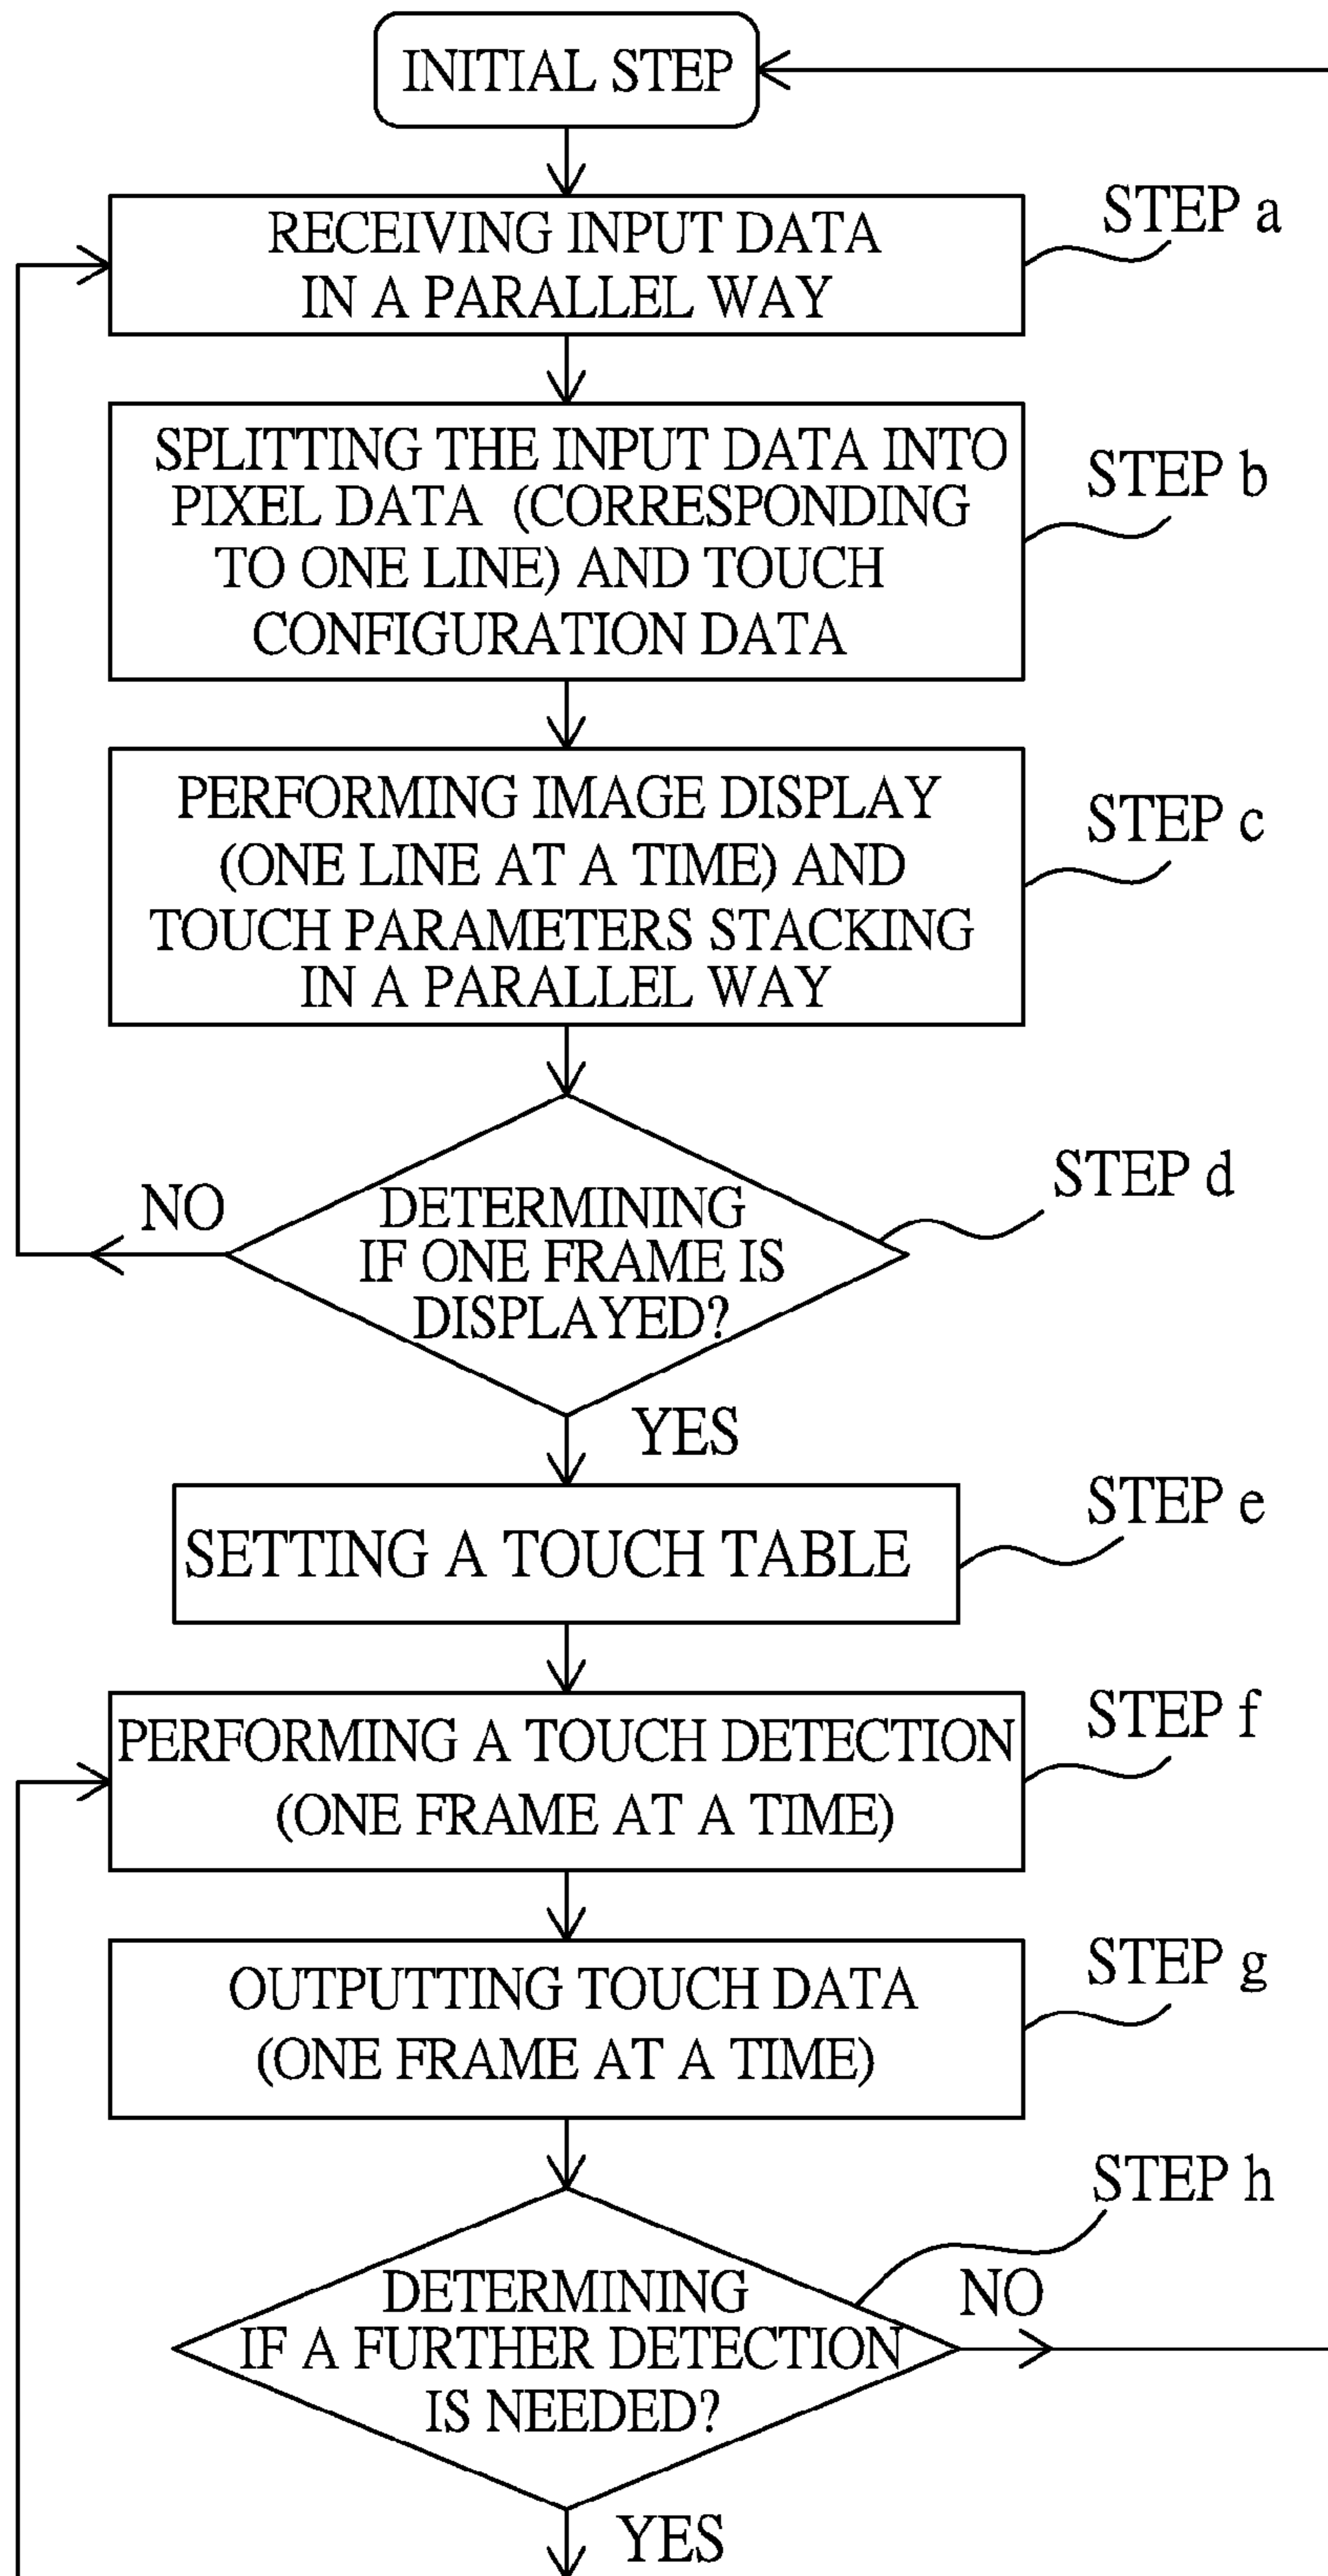 INITIAL STEP
RECEIVING INPUT DATA
IN A PARALLEL WAY
STEP a
SPLITTING THE INPUT DATA INTO
PIXEL DATA (CORRESPONDING
TO ONE LINE) AND TOUCH
CONFIGURATION DATA
STEP b
PERFORMING IMAGE DISPLAY
(ONE LINE AT A TIME) AND
TOUCH PARAMETERS STACKING
IN A PARALLEL WAY
STEP c
DETERMINING
IF ONE FRAME IS
DISPLAYED?
STEP d
NO
YES
SETTING A TOUCH TABLE
STEP e
PERFORMING A TOUCH DETECTION
(ONE FRAME AT A TIME)
STEP f
OUTPUTTING TOUCH DATA
(ONE FRAME AT A TIME)
STEP g
DETERMINING
IF A FURTHER DETECTION
IS NEEDED?
STEP h
NO
YES